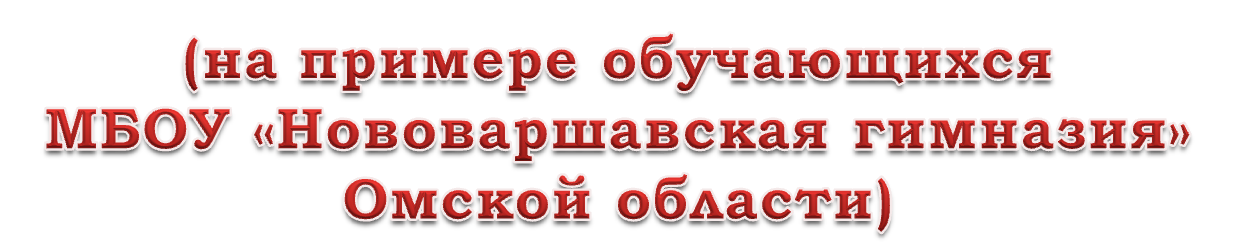 (на примере обучающихся
МБОУ «Нововаршавская гимназия»
Омской области)